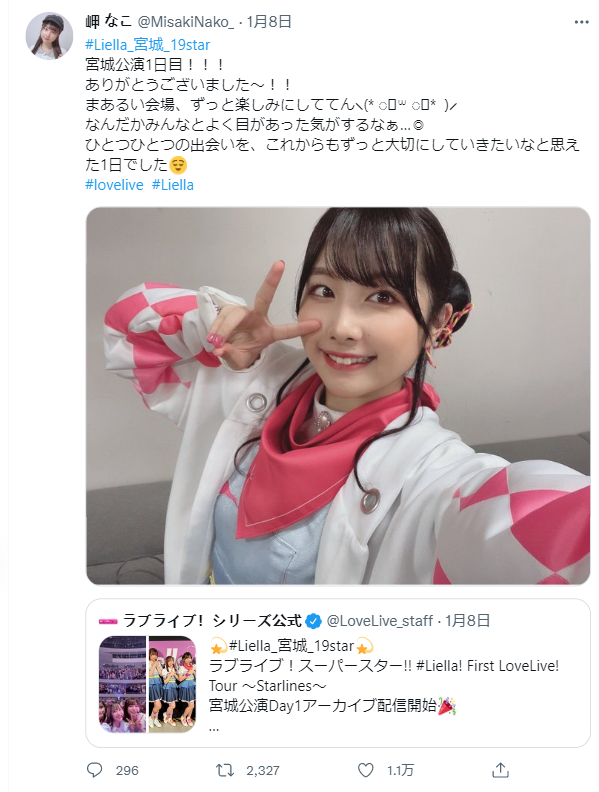 岬 なこ @MisakiNako_ · 1月8日
#Liella_宮城_19star
宮城公演1日目！！！
ありがとうございました〜！！
まあるい会場、ずっと楽しみにしててん
なんだかみんなとよく目があった気がするなぁ...☺
ひとつひとつの出会いを、これからもずっと大切にしていきたいなと思え
た1日でした😌
#lovelive #Liella
ラブライブ！シリーズ公式 @LoveLive_staff · 1月8日
💫#Liella_宮城_19star💫
ラブライブ！スーパースター!! #Liella! First LoveLive!
Tour 〜Starlines〜
宮城公演Day1アーカイブ配信開始🎉
...
296 2,327 1.1万